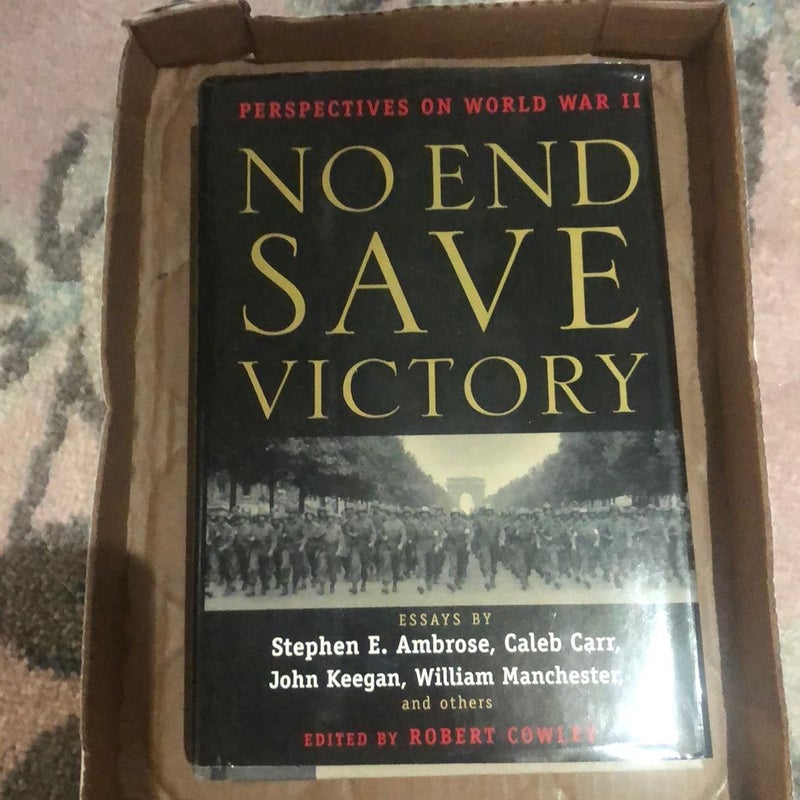 PERSPECTIVES ON WORLD WAR II
NO END
SAVE
VICTORY
ESSAYS BY
Stephen E. Ambrose, Caleb Carr,
John Keegan, William Manchester,
and others
EDITED BY ROBERT COWLEY